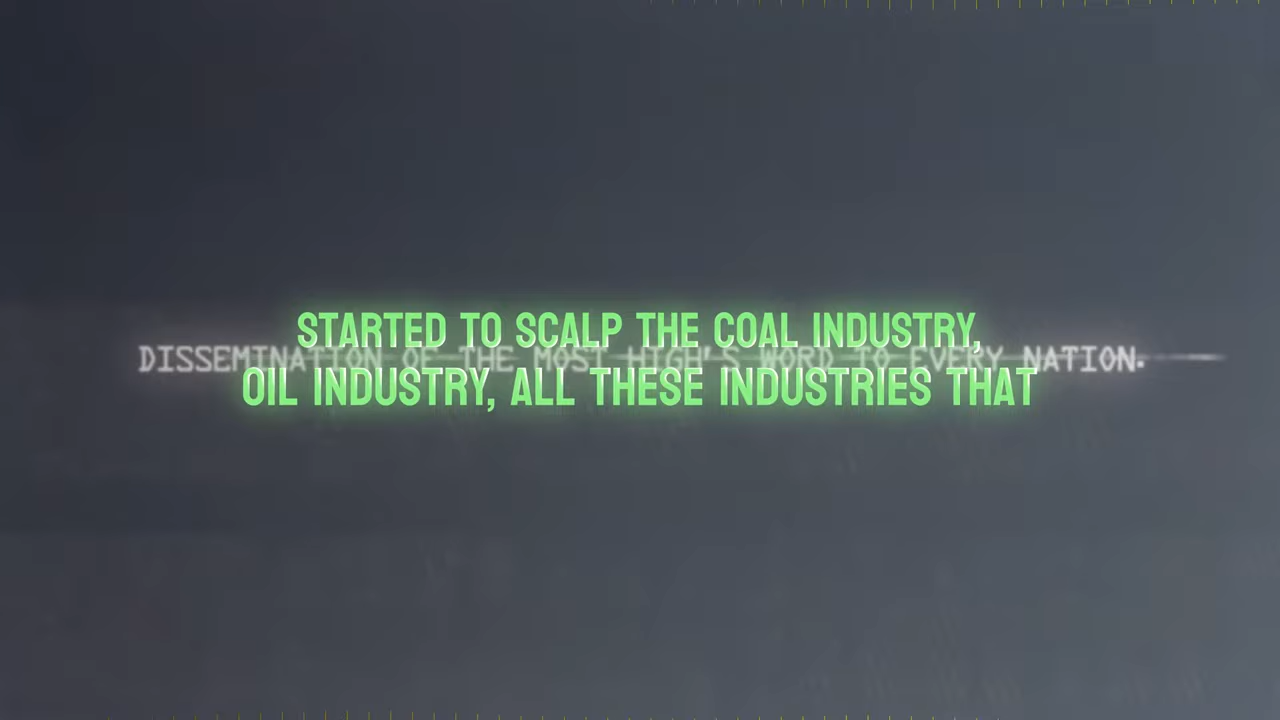 STARTED TO SCALP THE COAL INDUSTRY,
DISSEMINATION OF THE MOST HIGH'S WORD TO EVERY NATION.
OIL INDUSTRY, ALL THESE INDUSTRIES THAT